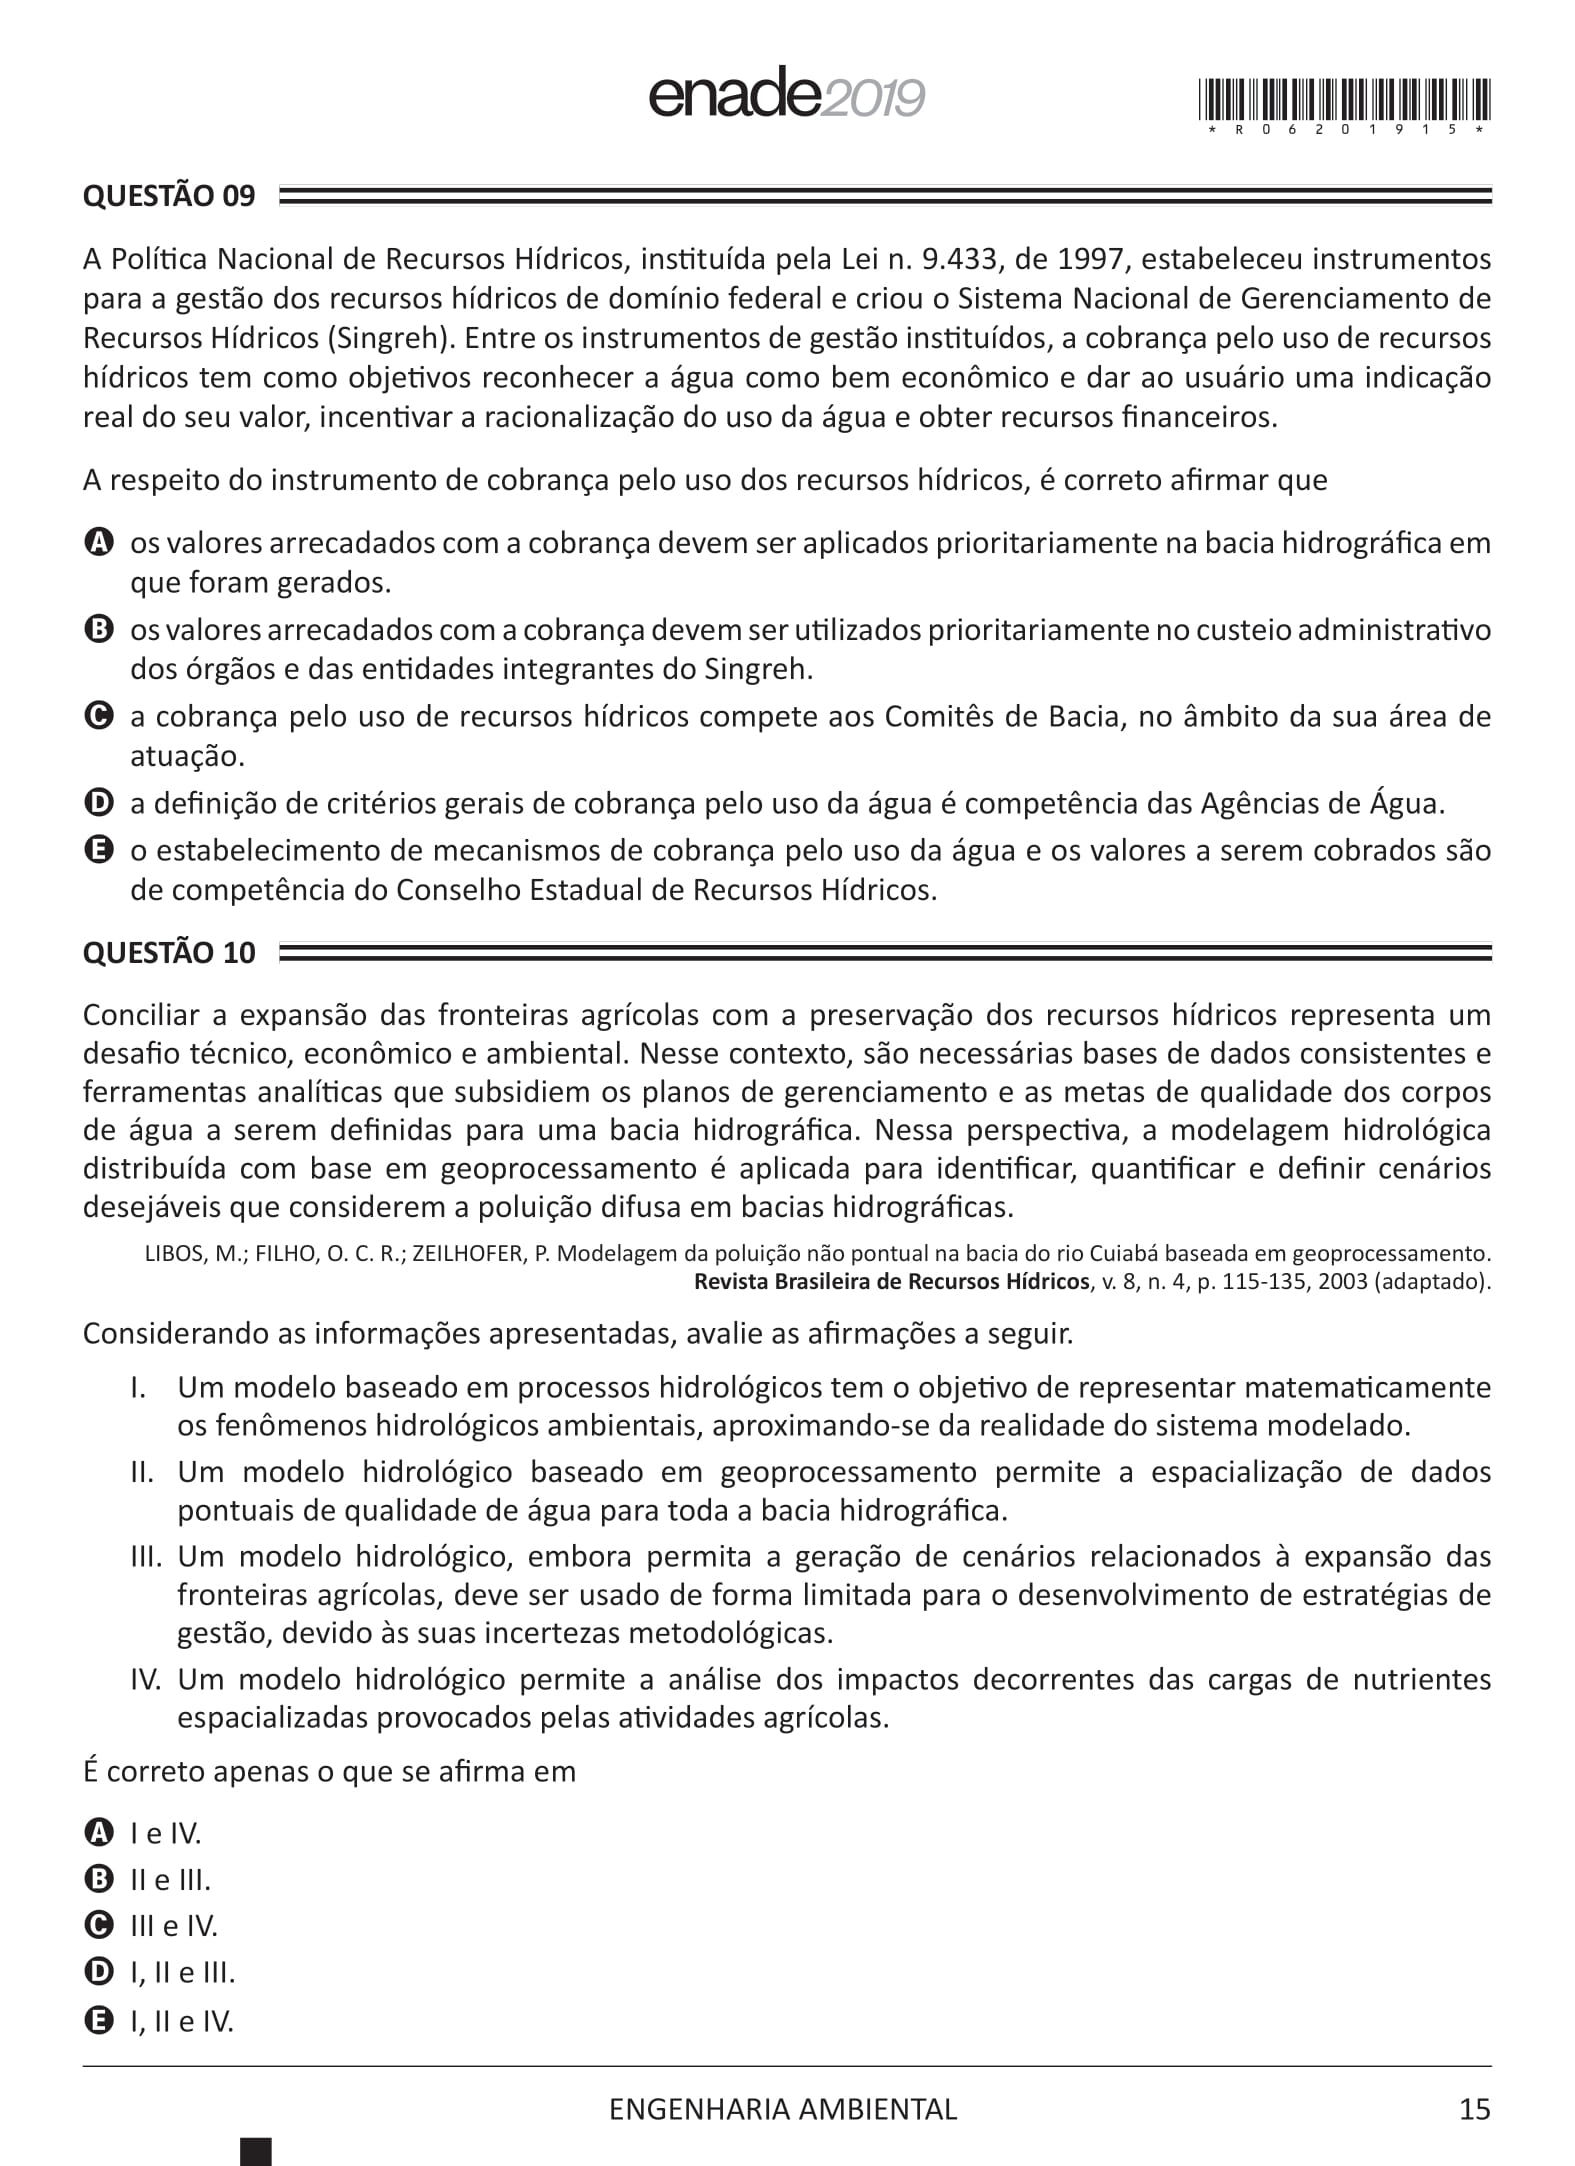 enade2019
*R06201915*
QUESTÃO 09
A Política Nacional de Recursos Hídricos, instituída pela Lei n. 9.433, de 1997, estabeleceu instrumentos
para a gestão dos recursos hídricos de domínio federal e criou o Sistema Nacional de Gerenciamento de
Recursos Hídricos (Singreh). Entre os instrumentos de gestão instituídos, a cobrança pelo uso de recursos
hídricos tem como objetivos reconhecer a água como bem econômico e dar ao usuário uma indicação
real do seu valor, incentivar a racionalização do uso da água e obter recursos financeiros.
A respeito do instrumento de cobrança pelo uso dos recursos hídricos, é correto afirmar que
A os valores arrecadados com a cobrança devem ser aplicados prioritariamente na bacia hidrográfica em
que foram gerados.
B os valores arrecadados com a cobrança devem ser utilizados prioritariamente no custeio administrativo
dos órgãos e das entidades integrantes do Singreh.
C a cobrança pelo uso de recursos hídricos compete aos Comitês de Bacia, no âmbito da sua área de
atuação.
D a definição de critérios gerais de cobrança pelo uso da água é competência das Agências de Água.
E o estabelecimento de mecanismos de cobrança pelo uso da água e os valores a serem cobrados são
de competência do Conselho Estadual de Recursos Hídricos.
QUESTÃO 10
Conciliar a expansão das fronteiras agrícolas com a preservação dos recursos hídricos representa um
desafio técnico, econômico e ambiental. Nesse contexto, são necessárias bases de dados consistentes e
ferramentas analíticas que subsidiem os planos de gerenciamento e as metas de qualidade dos corpos
de água a serem definidas para uma bacia hidrográfica. Nessa perspectiva, a modelagem hidrológica
distribuída com base em geoprocessamento é aplicada para identificar, quantificar e definir cenários
desejáveis que considerem a poluição difusa em bacias hidrográficas.
LIBOS, M.; FILHO, O. C. R.; ZEILHOFER, P. Modelagem da poluição não pontual na bacia do rio Cuiabá baseada em geoprocessamento.
Revista Brasileira de Recursos Hídricos, v. 8, n. 4, p. 115-135, 2003 (adaptado).
Considerando as informações apresentadas, avalie as afirmações a seguir.
I. Um modelo baseado em processos hidrológicos tem o objetivo de representar matematicamente
os fenômenos hidrológicos ambientais, aproximando-se da realidade do sistema modelado.
II. Um modelo hidrológico baseado em geoprocessamento permite a espacialização de dados
pontuais de qualidade de água para toda a bacia hidrográfica.
III. Um modelo hidrológico, embora permita a geração de cenários relacionados à expansão das
fronteiras agrícolas, deve ser usado de forma limitada para o desenvolvimento de estratégias de
gestão, devido às suas incertezas metodológicas.
IV. Um modelo hidrológico permite a análise dos impactos decorrentes das cargas de nutrientes
espacializadas provocados pelas atividades agrícolas.
É correto apenas o que se afirma em
A I e IV.
B II e III.
C III e IV.
D I, II e III.
E I, II e IV.
ENGENHARIA AMBIENTAL
15